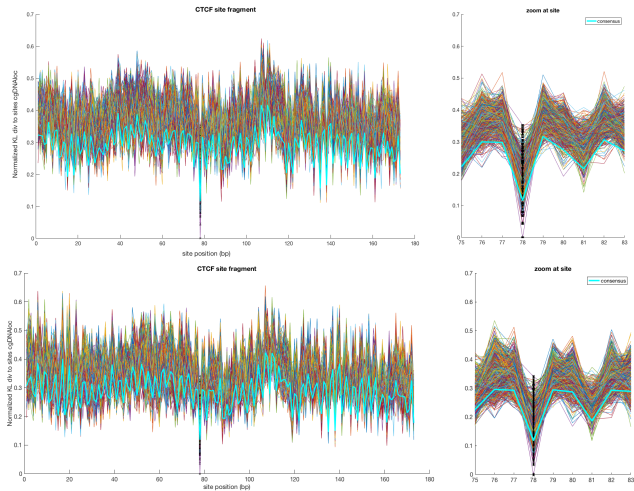 CTCF site fragment
Normalized KL div to sites cgDNAloc
0.7
0.6
0.5
0.4
0.3
0.2
0.1
0
0 20 40 60 80 100 120 140 160 180
site position (bp)
zoom at site
consensus
0.7
0.6
0.5
0.4
0.3
0.2
0.1
0
75 76 77 78 79 80 81 82 83
CTCF site fragment
Normalized KL div to sites cgDNAloc
0.7
0.6
0.5
0.4
0.3
0.2
0.1
0
0 20 40 60 80 100 120 140 160 180
site position (bp)
zoom at site
consensus
0.7
0.6
0.5
0.4
0.3
0.2
0.1
0
75 76 77 78 79 80 81 82 83